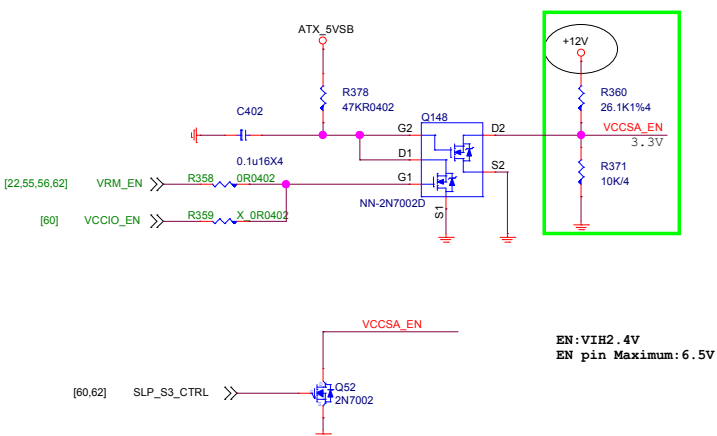 ATX_5VSB
+12V
R378
47KR0402
R360
26.1K1%4
C402
Q148
G2
D2
VCCSA_EN
3.3V
D1
0.1u16X4
S2
R371
10K/4
[22,55,56,62]
VRM_EN
R358
0R0402
G1
NN-2N7002D
S1
[60]
VCCIO_EN
R359
X_0R0402
VCCSA_EN
EN:VIH2.4V
EN pin Maximum:6.5V
[60,62]
SLP_S3_CTRL
Q52
2N7002